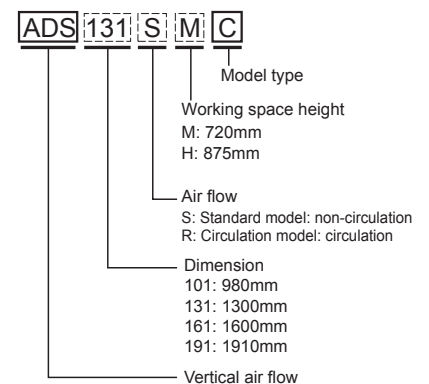 ADS 131 S M C
Model type
Working space height
M: 720mm
H: 875mm
Air flow
S: Standard model: non-circulation
R: Circulation model: circulation
Dimension
101: 980mm
131: 1300mm
161: 1600mm
191: 1910mm
Vertical air flow